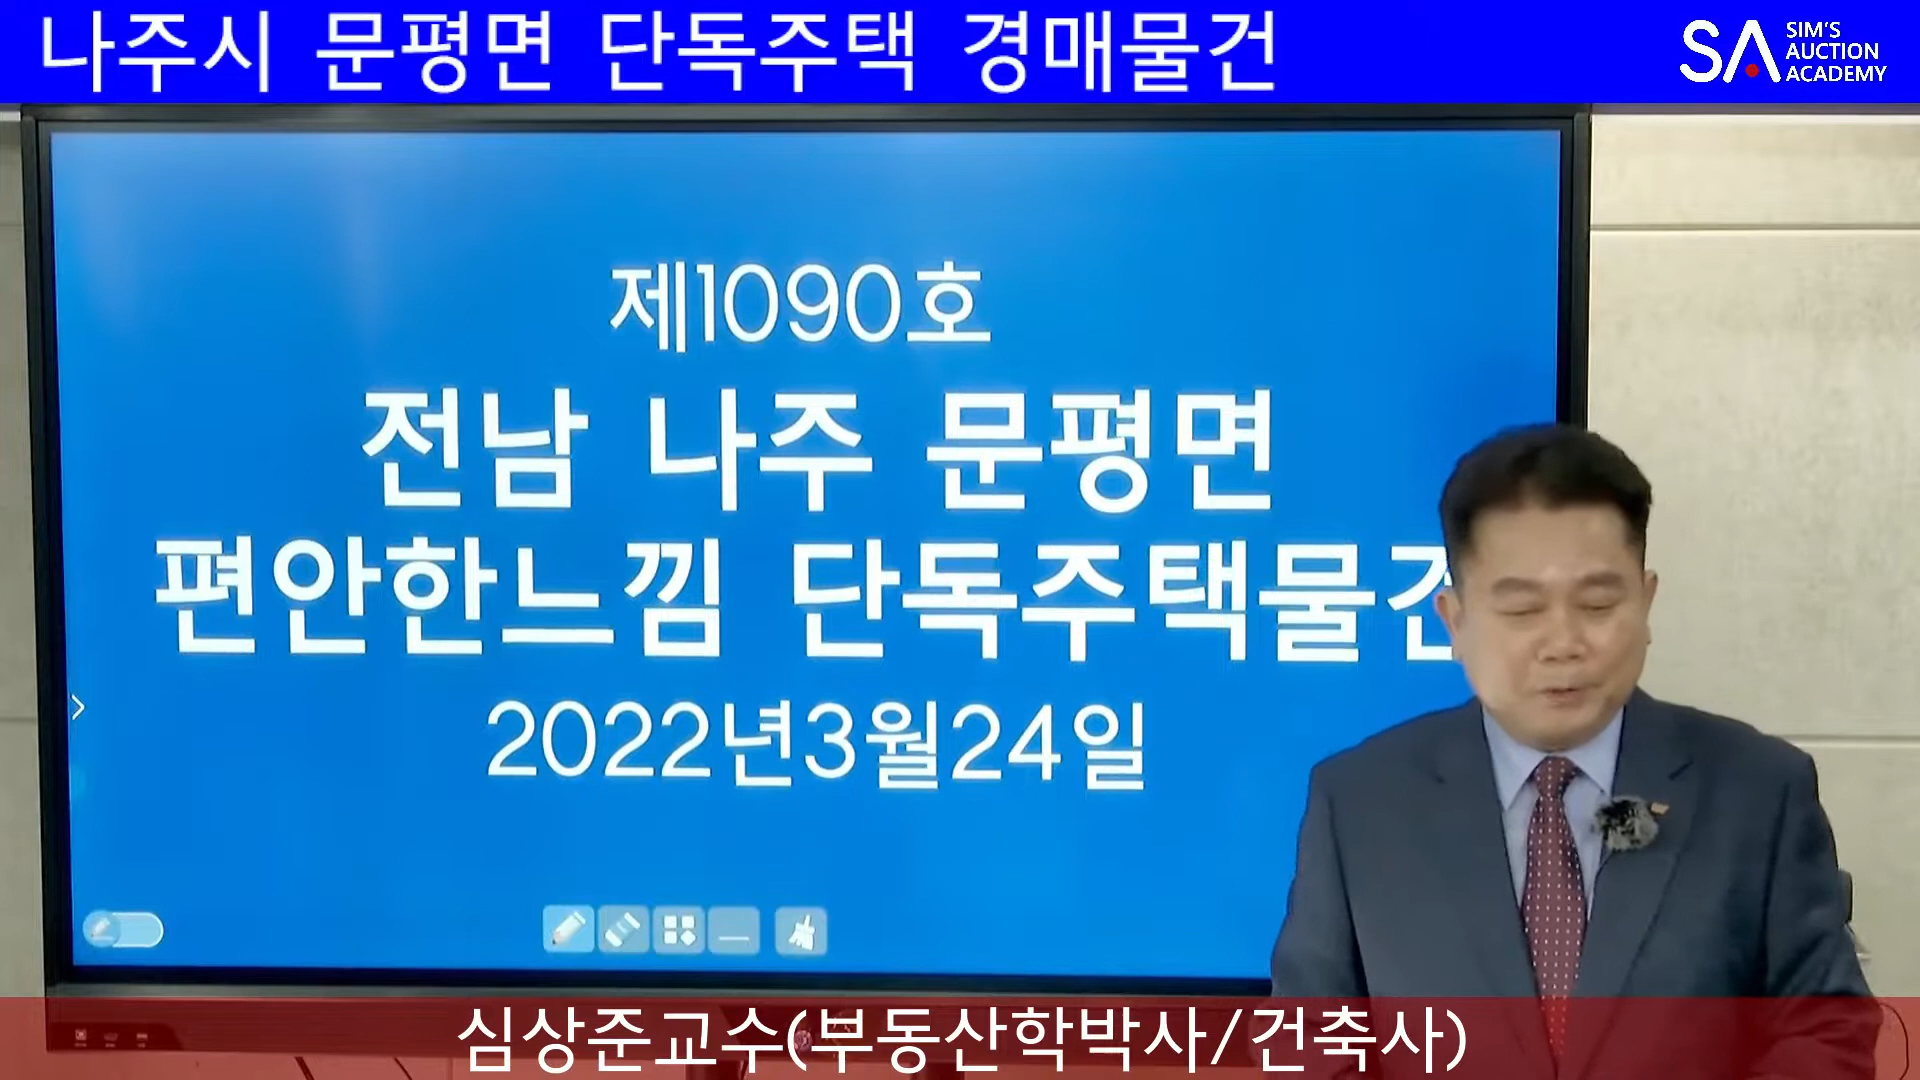 나주시 문평면 단독주택 경매물건
SA SIM'S
AUCTION
ACADEMY
제1090호
전남 나주 문평면
편안한느낌 단독주택물건
2022년3월24일
심상준교수(부동산학박사/건축사)